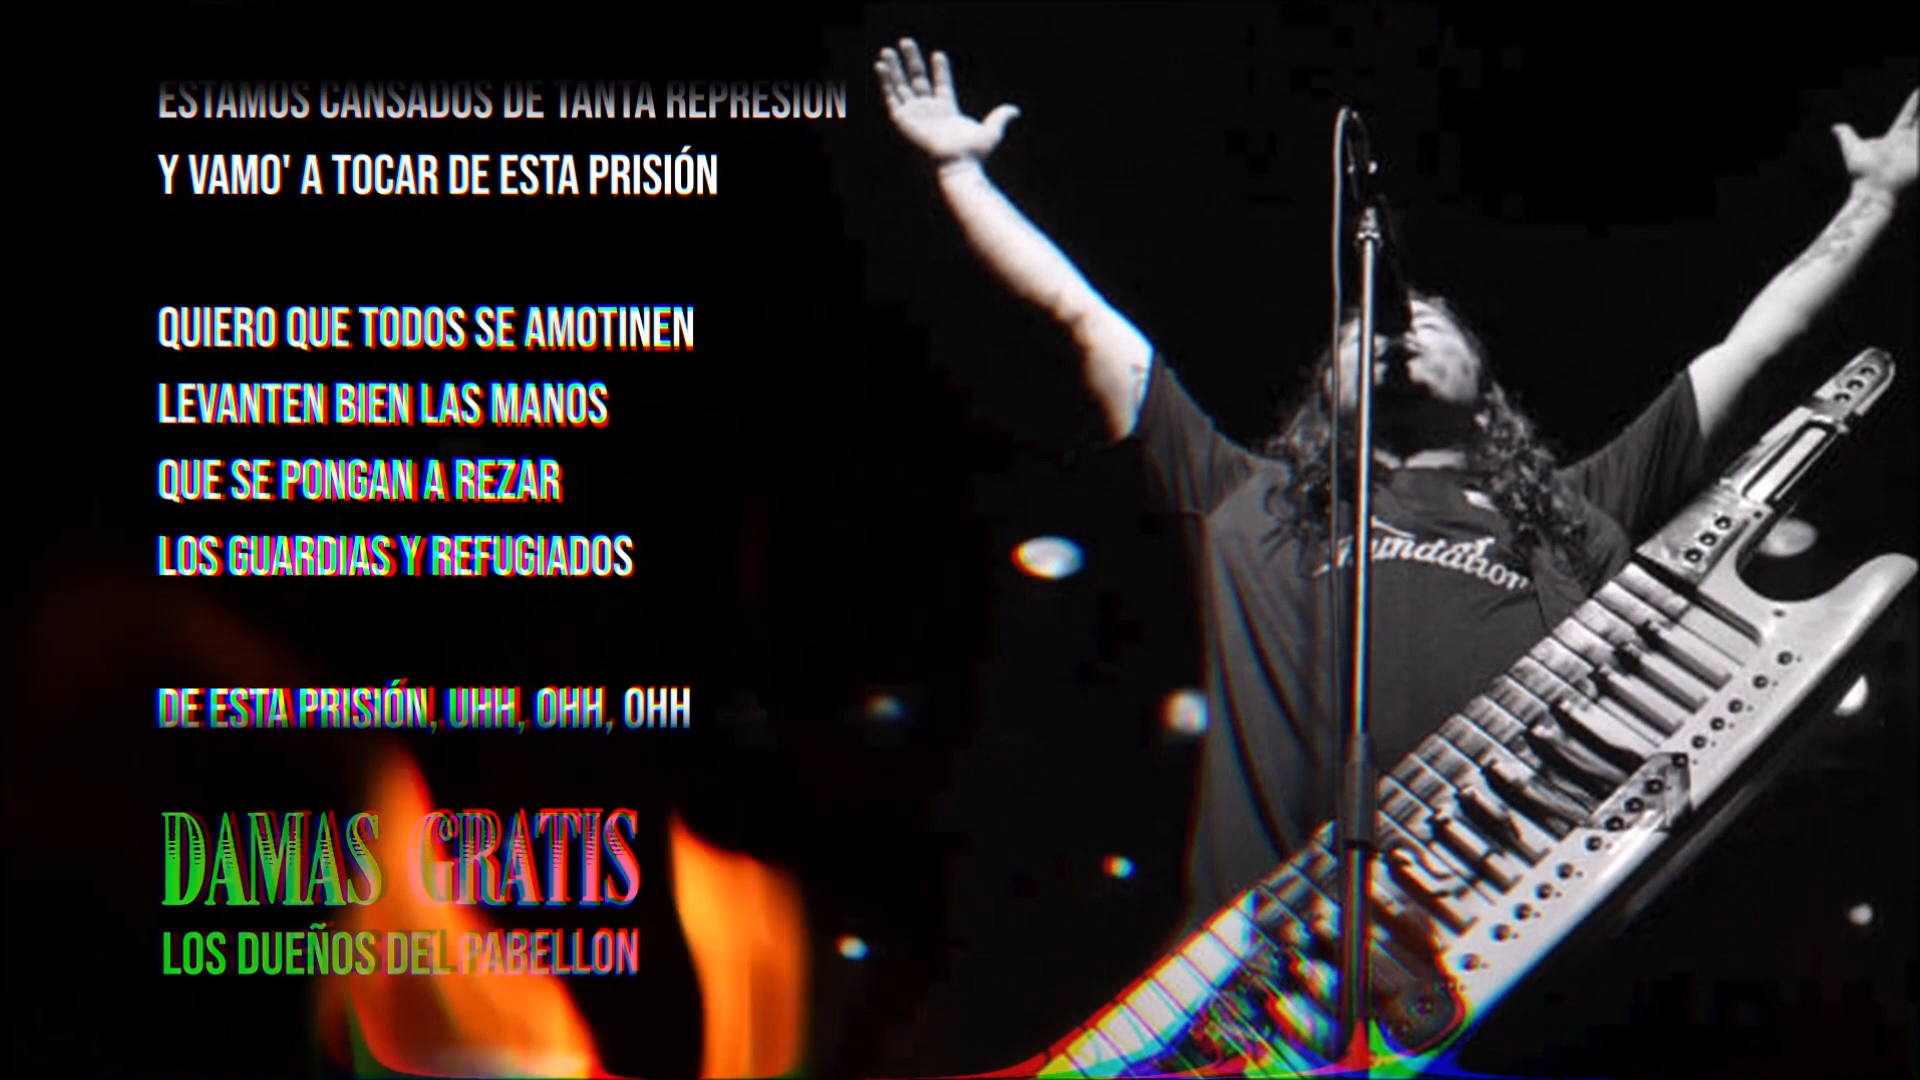 ESTAMOS CANSADOS DE TANTA REPRESION
Y VAMO' A TOCAR DE ESTA PRISIÓN
QUIERO QUE TODOS SE AMOTINEN
LEVANTEN BIEN LAS MANOS
QUE SE PONGAN A REZAR
LOS GUARDIAS Y REFUGIADOS
DE ESTA PRISIÓN, UHH, OHH, OHH
DAMAS GRATIS
LOS DUEÑOS DEL PABELLON